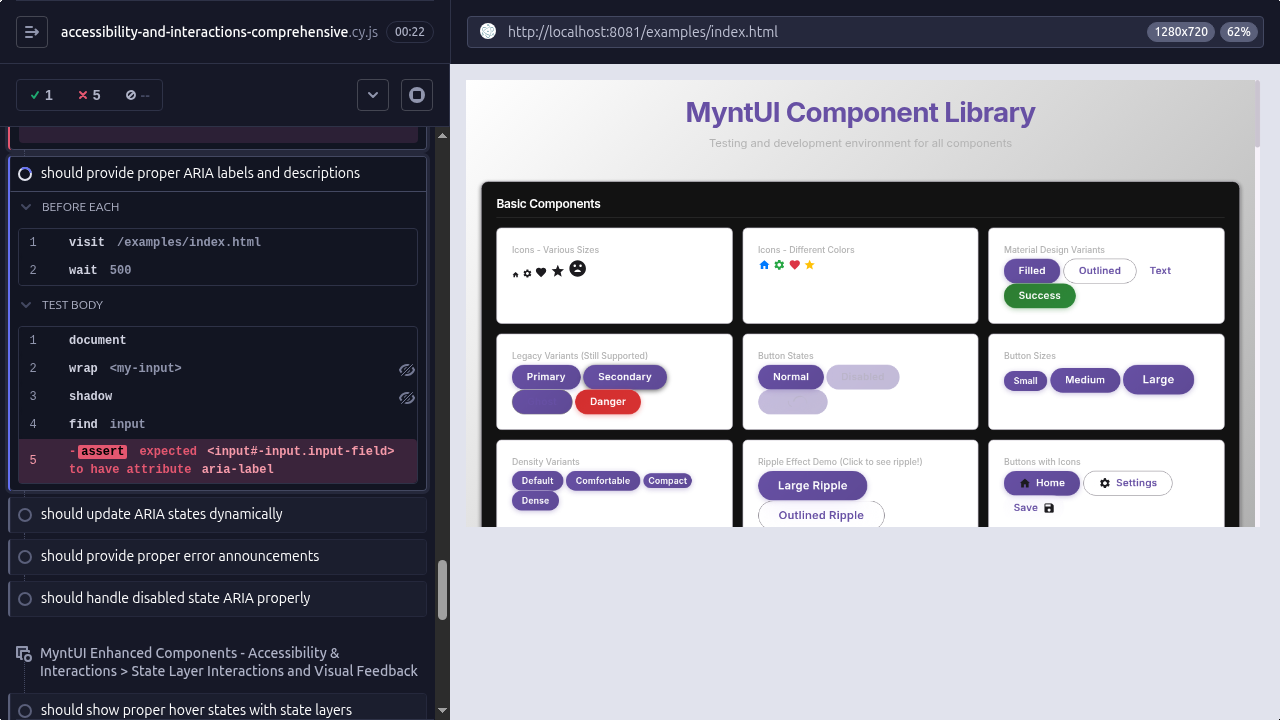 accessibility-and-interactions-comprehensive.cy.js
00:22
http://localhost:8081/examples/index.html
1280x720
62%
1
5
--
should provide proper ARIA labels and descriptions
BEFORE EACH
1 visit /examples/index.html
2 wait 500
TEST BODY
1 document
2 wrap <my-input>
3 shadow
4 find input
5 -assert expected <input#-input.input-field>
to have attribute aria-label
should update ARIA states dynamically
should provide proper error announcements
should handle disabled state ARIA properly
MyntUI Enhanced Components - Accessibility &
Interactions > State Layer Interactions and Visual Feedback
should show proper hover states with state layers
MyntUI Component Library
Testing and development environment for all components
Basic Components
Icons - Various Sizes
Icons - Different Colors
Material Design Variants
Filled
Outlined
Text
Success
Legacy Variants (Still Supported)
Primary
Secondary
Danger
Button States
Normal
Disabled
Button Sizes
Small
Medium
Large
Density Variants
Default
Comfortable
Compact
Dense
Ripple Effect Demo (Click to see ripple!)
Large Ripple
Outlined Ripple
Buttons with Icons
Home
Settings
Save